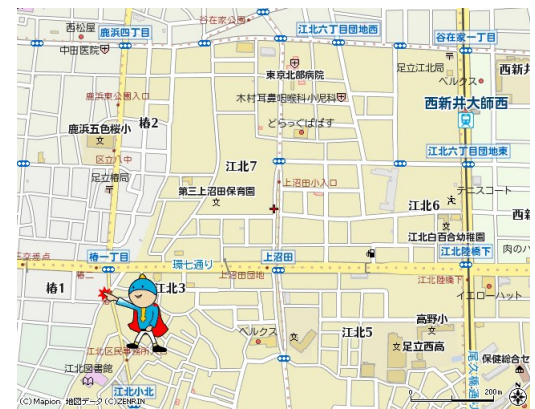 谷在家公園
西松屋
鹿浜四丁目
江北六丁目団地西
谷在家一丁目
中田医院
東京北部病院
足立江北局
ベルクス
西新井
鹿浜東公園入口
木村耳鼻咽喉科小児科
西新井大師西
椿2
どらっぐぱぱす
鹿浜五色桜小
区立八中
江北六丁目団地東
江北7
足立椿局
上沼田小入口
第三上沼田保育園
テニスコート
江北6
西新
江北白百合幼稚園
肉のハ
椿一丁目
環七通り
上沼田
江北陸橋下
椿二
上沼田団地
江北陸橋下
椿1
江北3
イエローハット
高野小
ベルクス
江北5
足立西高
江北区民事務所
尾久橋通り
保健総合セ
江北図書館
江北小北
0
200m
(C)Mapion 地図データ(C)ZENRIN